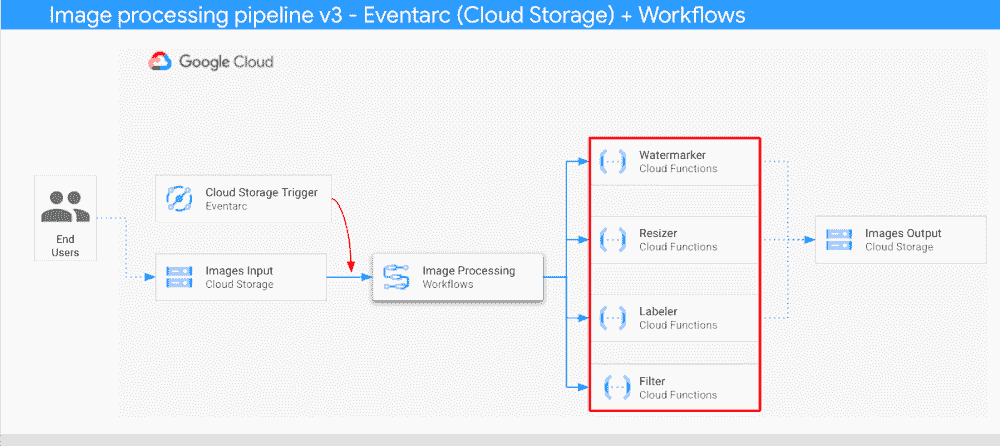 Image processing pipeline v3 - Eventarc (Cloud Storage) + Workflows
Google Cloud
End
Users
Cloud Storage Trigger
Eventarc
Images Input
Cloud Storage
Image Processing
Workflows
Watermarker
Cloud Functions
Resizer
Cloud Functions
Labeler
Cloud Functions
Filter
Cloud Functions
Images Output
Cloud Storage